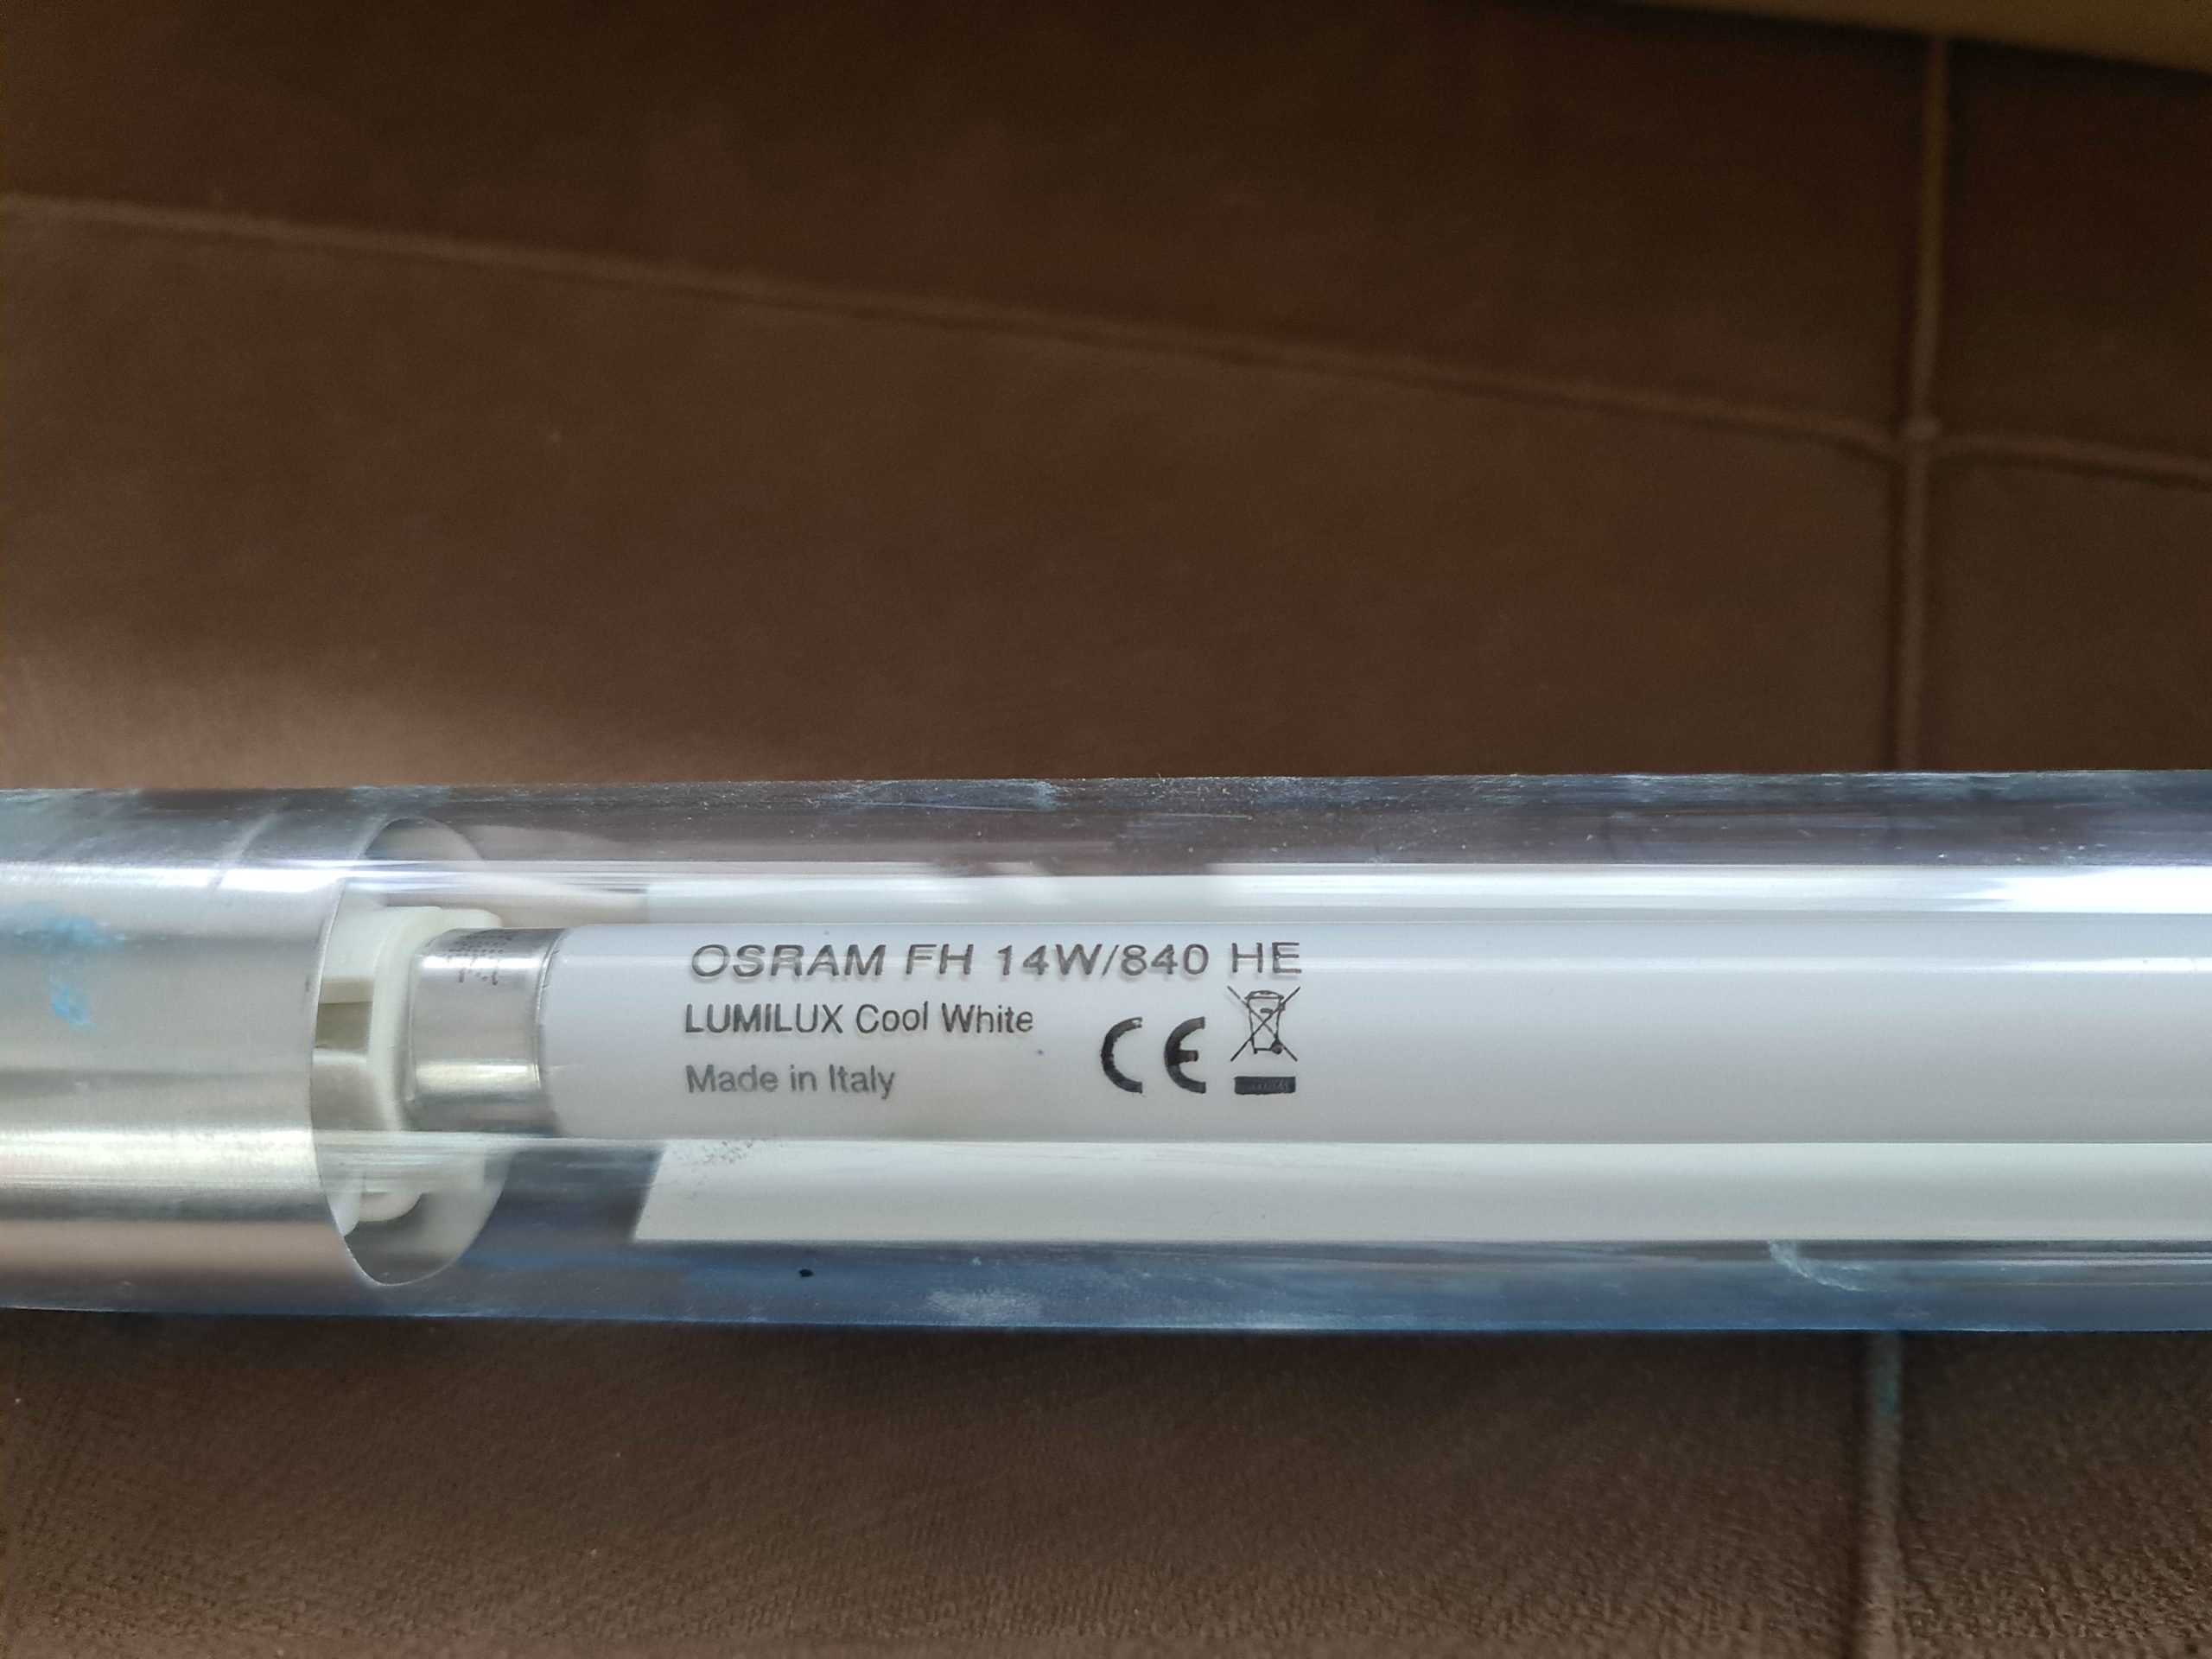 OSRAM FH 14W/840 HE
LUMILUX Cool White
Made in Italy
CE